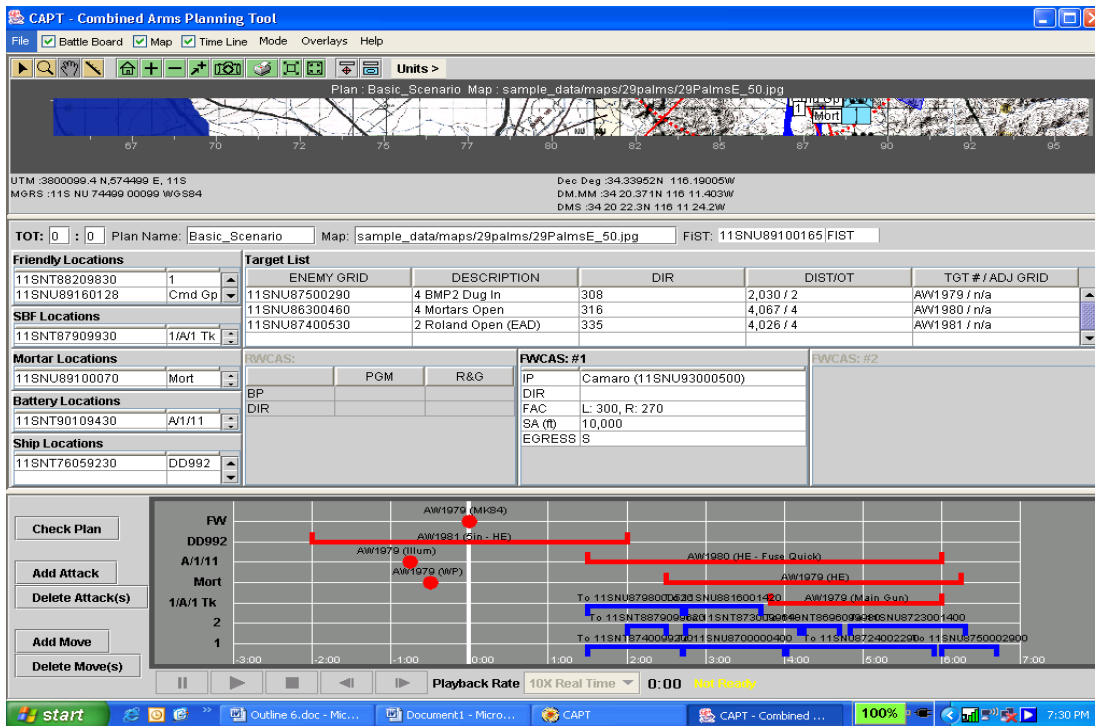 CAPT - Combined Arms Planning Tool
File Battle Board Map Time Line Mode Overlays Help
Units >
Plan : Basic_Scenario Map : sample_data/maps/29palms/29PalmsE_50.jpg
1 Mort
67 70 72 75 77 80 82 85 87 90 92 95
UTM :3800099.4 N,574499 E, 11S
MGRS :11S NU 74499 00099 WGS84
Dec Deg :34.33952N 116.19005W
DM.MM :34 20.371N 116 11.403W
DMS :34 20 22.3N 116 11 24.2W
TOT: 0 : 0 Plan Name: Basic_Scenario Map: sample_data/maps/29palms/29PalmsE_50.jpg FiST: 11SNU89100165 FIST
Friendly Locations
11SNT88209830 1
11SNU89160128 Cmd Gp
SBF Locations
11SNT87909930 1/A/1 Tk
Mortar Locations
11SNU89100070 Mort
Battery Locations
11SNT90109430 A/1/11
Ship Locations
11SNT76059230 DD992
Target List
ENEMY GRID DESCRIPTION DIR DIST/OT TGT # / ADJ GRID
11SNU87500290 4 BMP2 Dug In 308 2,030 / 2 AW1979 / n/a
11SNU86300460 4 Mortars Open 316 4,067 / 4 AW1980 / n/a
11SNU87400530 2 Roland Open (EAD) 335 4,026 / 4 AW1981 / n/a
RWCAS:
PGM R&G
BP
DIR
FWCAS: #1
IP Camaro (11SNU93000500)
DIR
FAC L: 300, R: 270
SA (ft) 10,000
EGRESS S
FWCAS: #2
Check Plan
Add Attack
Delete Attack(s)
Add Move
Delete Move(s)
FW AW1979 (MK84)
DD992 AW1981 (5in - HE)
A/1/11 AW1979 (Illum) AW1980 (HE - Fuse Quick)
Mort AW1979 (WP) AW1979 (HE)
1/A/1 Tk To 11SNU8816001420 AW1979 (Main Gun)
2
1 To 11SNU8700000400 To 11SNU8724002290 To 11SNU8750002900
-3:00 -2:00 -1:00 0:00 1:00 2:00 3:00 4:00 5:00 6:00 7:00
Playback Rate 10X Real Time 0:00 Not Ready
start Outline 6.doc - Mic... Document1 - Micro... CAPT CAPT - Combined ... 100% 7:30 PM